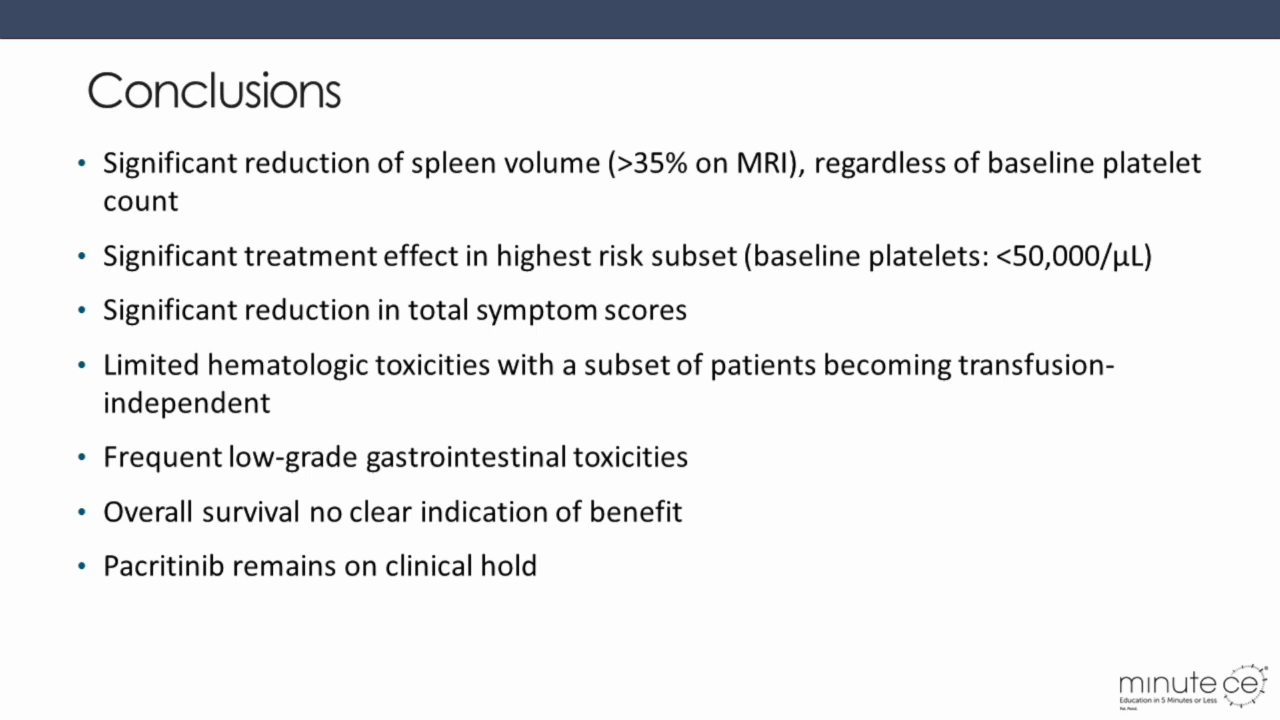 Conclusions
• Significant reduction of spleen volume (>35% on MRI), regardless of baseline platelet
count
• Significant treatment effect in highest risk subset (baseline platelets: <50,000/µL)
• Significant reduction in total symptom scores
• Limited hematologic toxicities with a subset of patients becoming transfusion-
independent
• Frequent low-grade gastrointestinal toxicities
• Overall survival no clear indication of benefit
• Pacritinib remains on clinical hold
minute ce
Education in 5 Minutes or Less